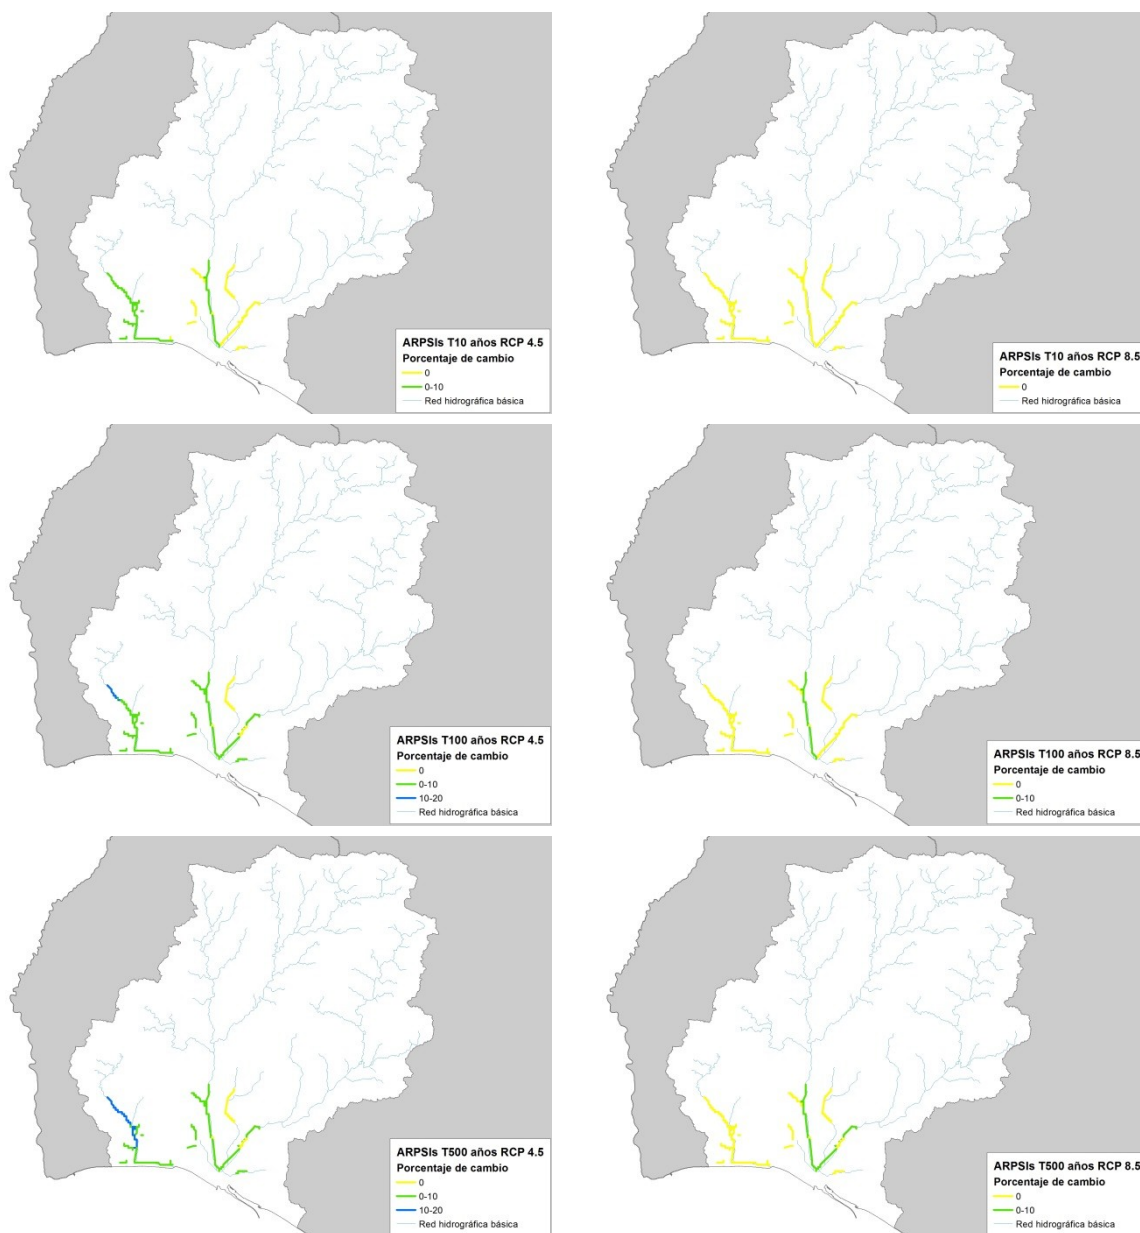 ARPSIs T10 años RCP 4.5
Porcentaje de cambio
0
0-10
Red hidrográfica básica
ARPSIs T10 años RCP 8.5
Porcentaje de cambio
0
Red hidrográfica básica
ARPSIs T100 años RCP 4.5
Porcentaje de cambio
0
0-10
10-20
Red hidrográfica básica
ARPSIs T100 años RCP 8.5
Porcentaje de cambio
0
0-10
Red hidrográfica básica
ARPSIs T500 años RCP 4.5
Porcentaje de cambio
0
0-10
10-20
Red hidrográfica básica
ARPSIs T500 años RCP 8.5
Porcentaje de cambio
0
0-10
Red hidrográfica básica